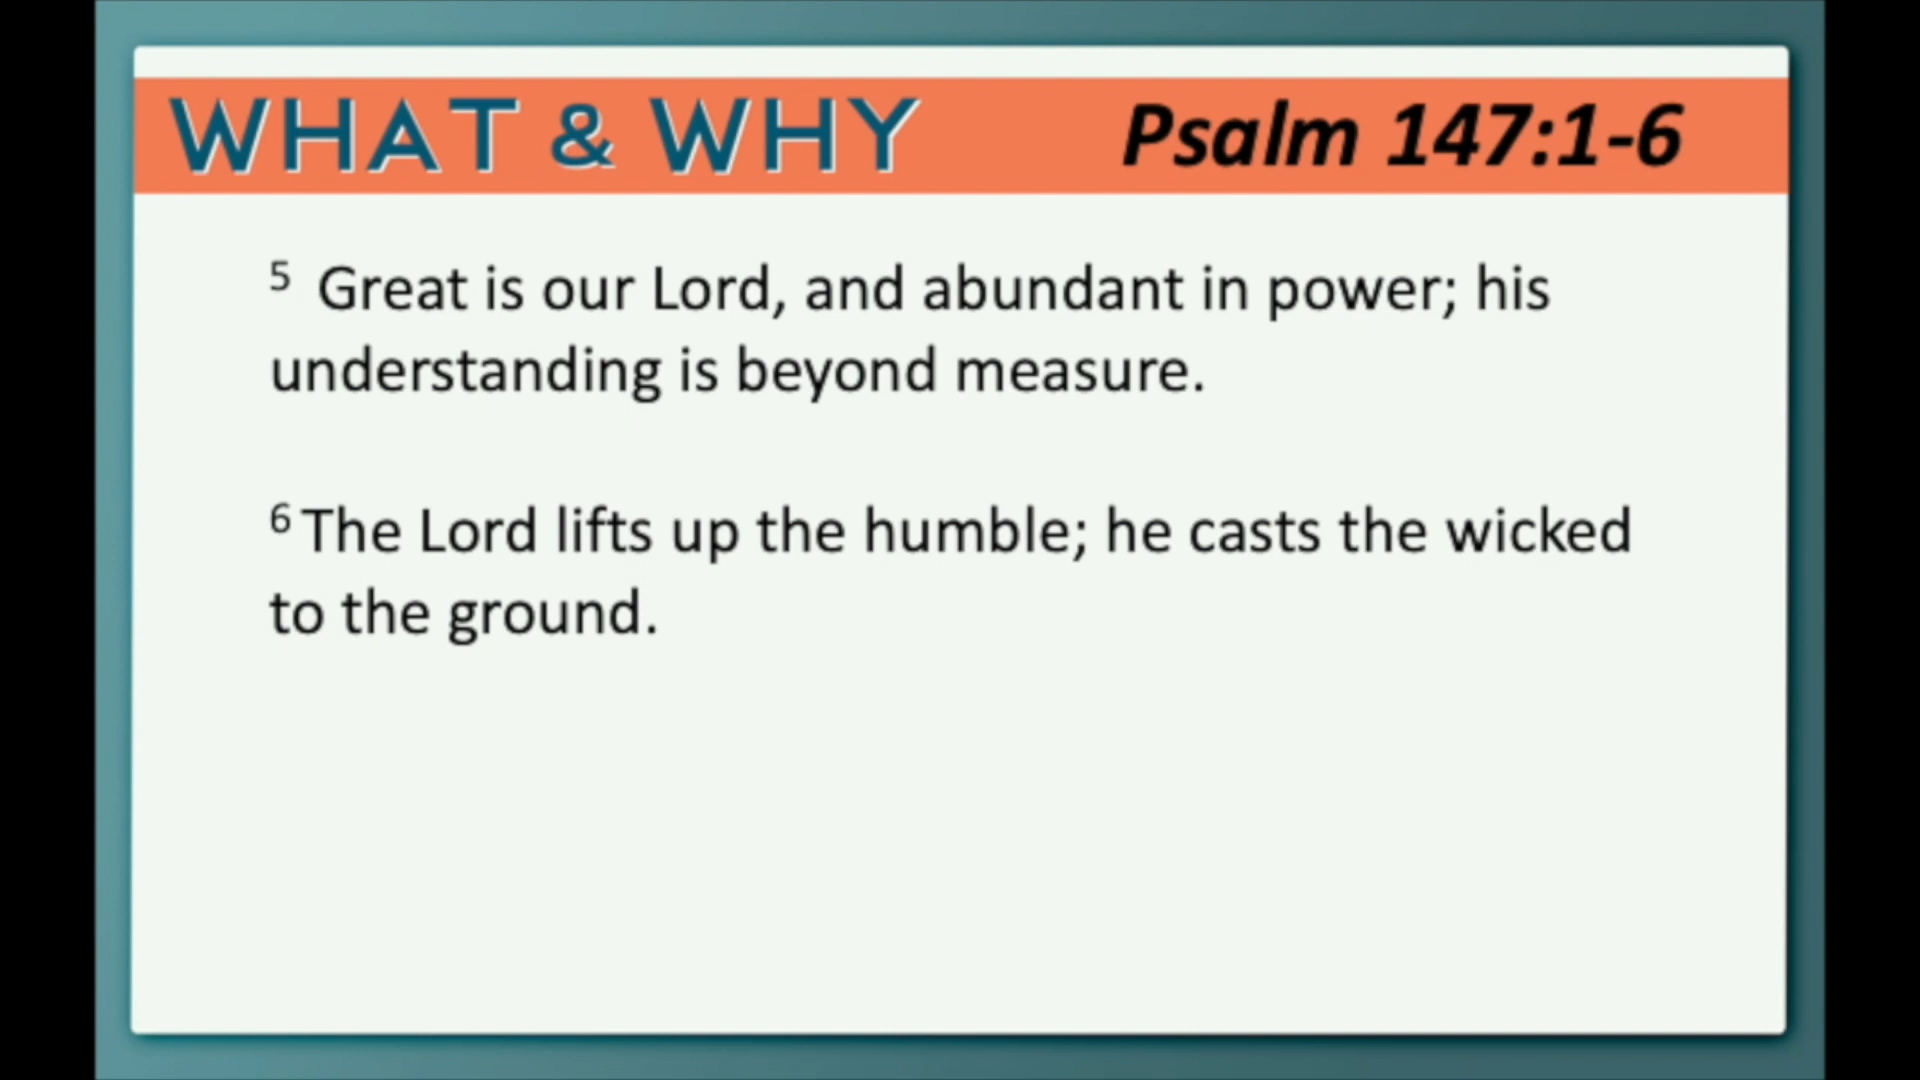 WHAT & WHY Psalm 147:1-6
5 Great is our Lord, and abundant in power; his
understanding is beyond measure.
6 The Lord lifts up the humble; he casts the wicked
to the ground.